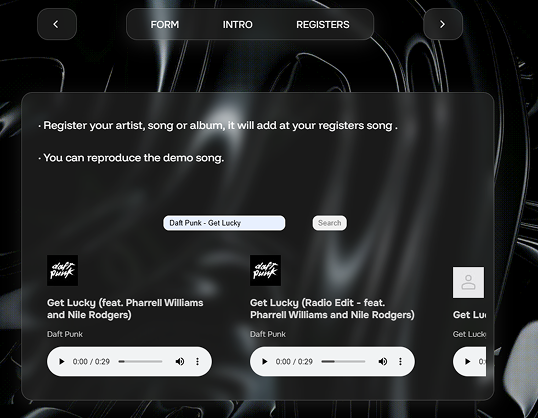 FORM INTRO REGISTERS
· Register your artist, song or album, it will add at your registers song .
· You can reproduce the demo song.
Daft Punk - Get Lucky Search
daft punk
daft punk
Get Lucky (feat. Pharrell Williams and Nile Rodgers)
Get Lucky (Radio Edit - feat. Pharrell Williams and Nile Rodgers)
Get Lu
Daft Punk
Daft Punk
Get Lucky
0:00 / 0:29
0:00 / 0:29
0:0